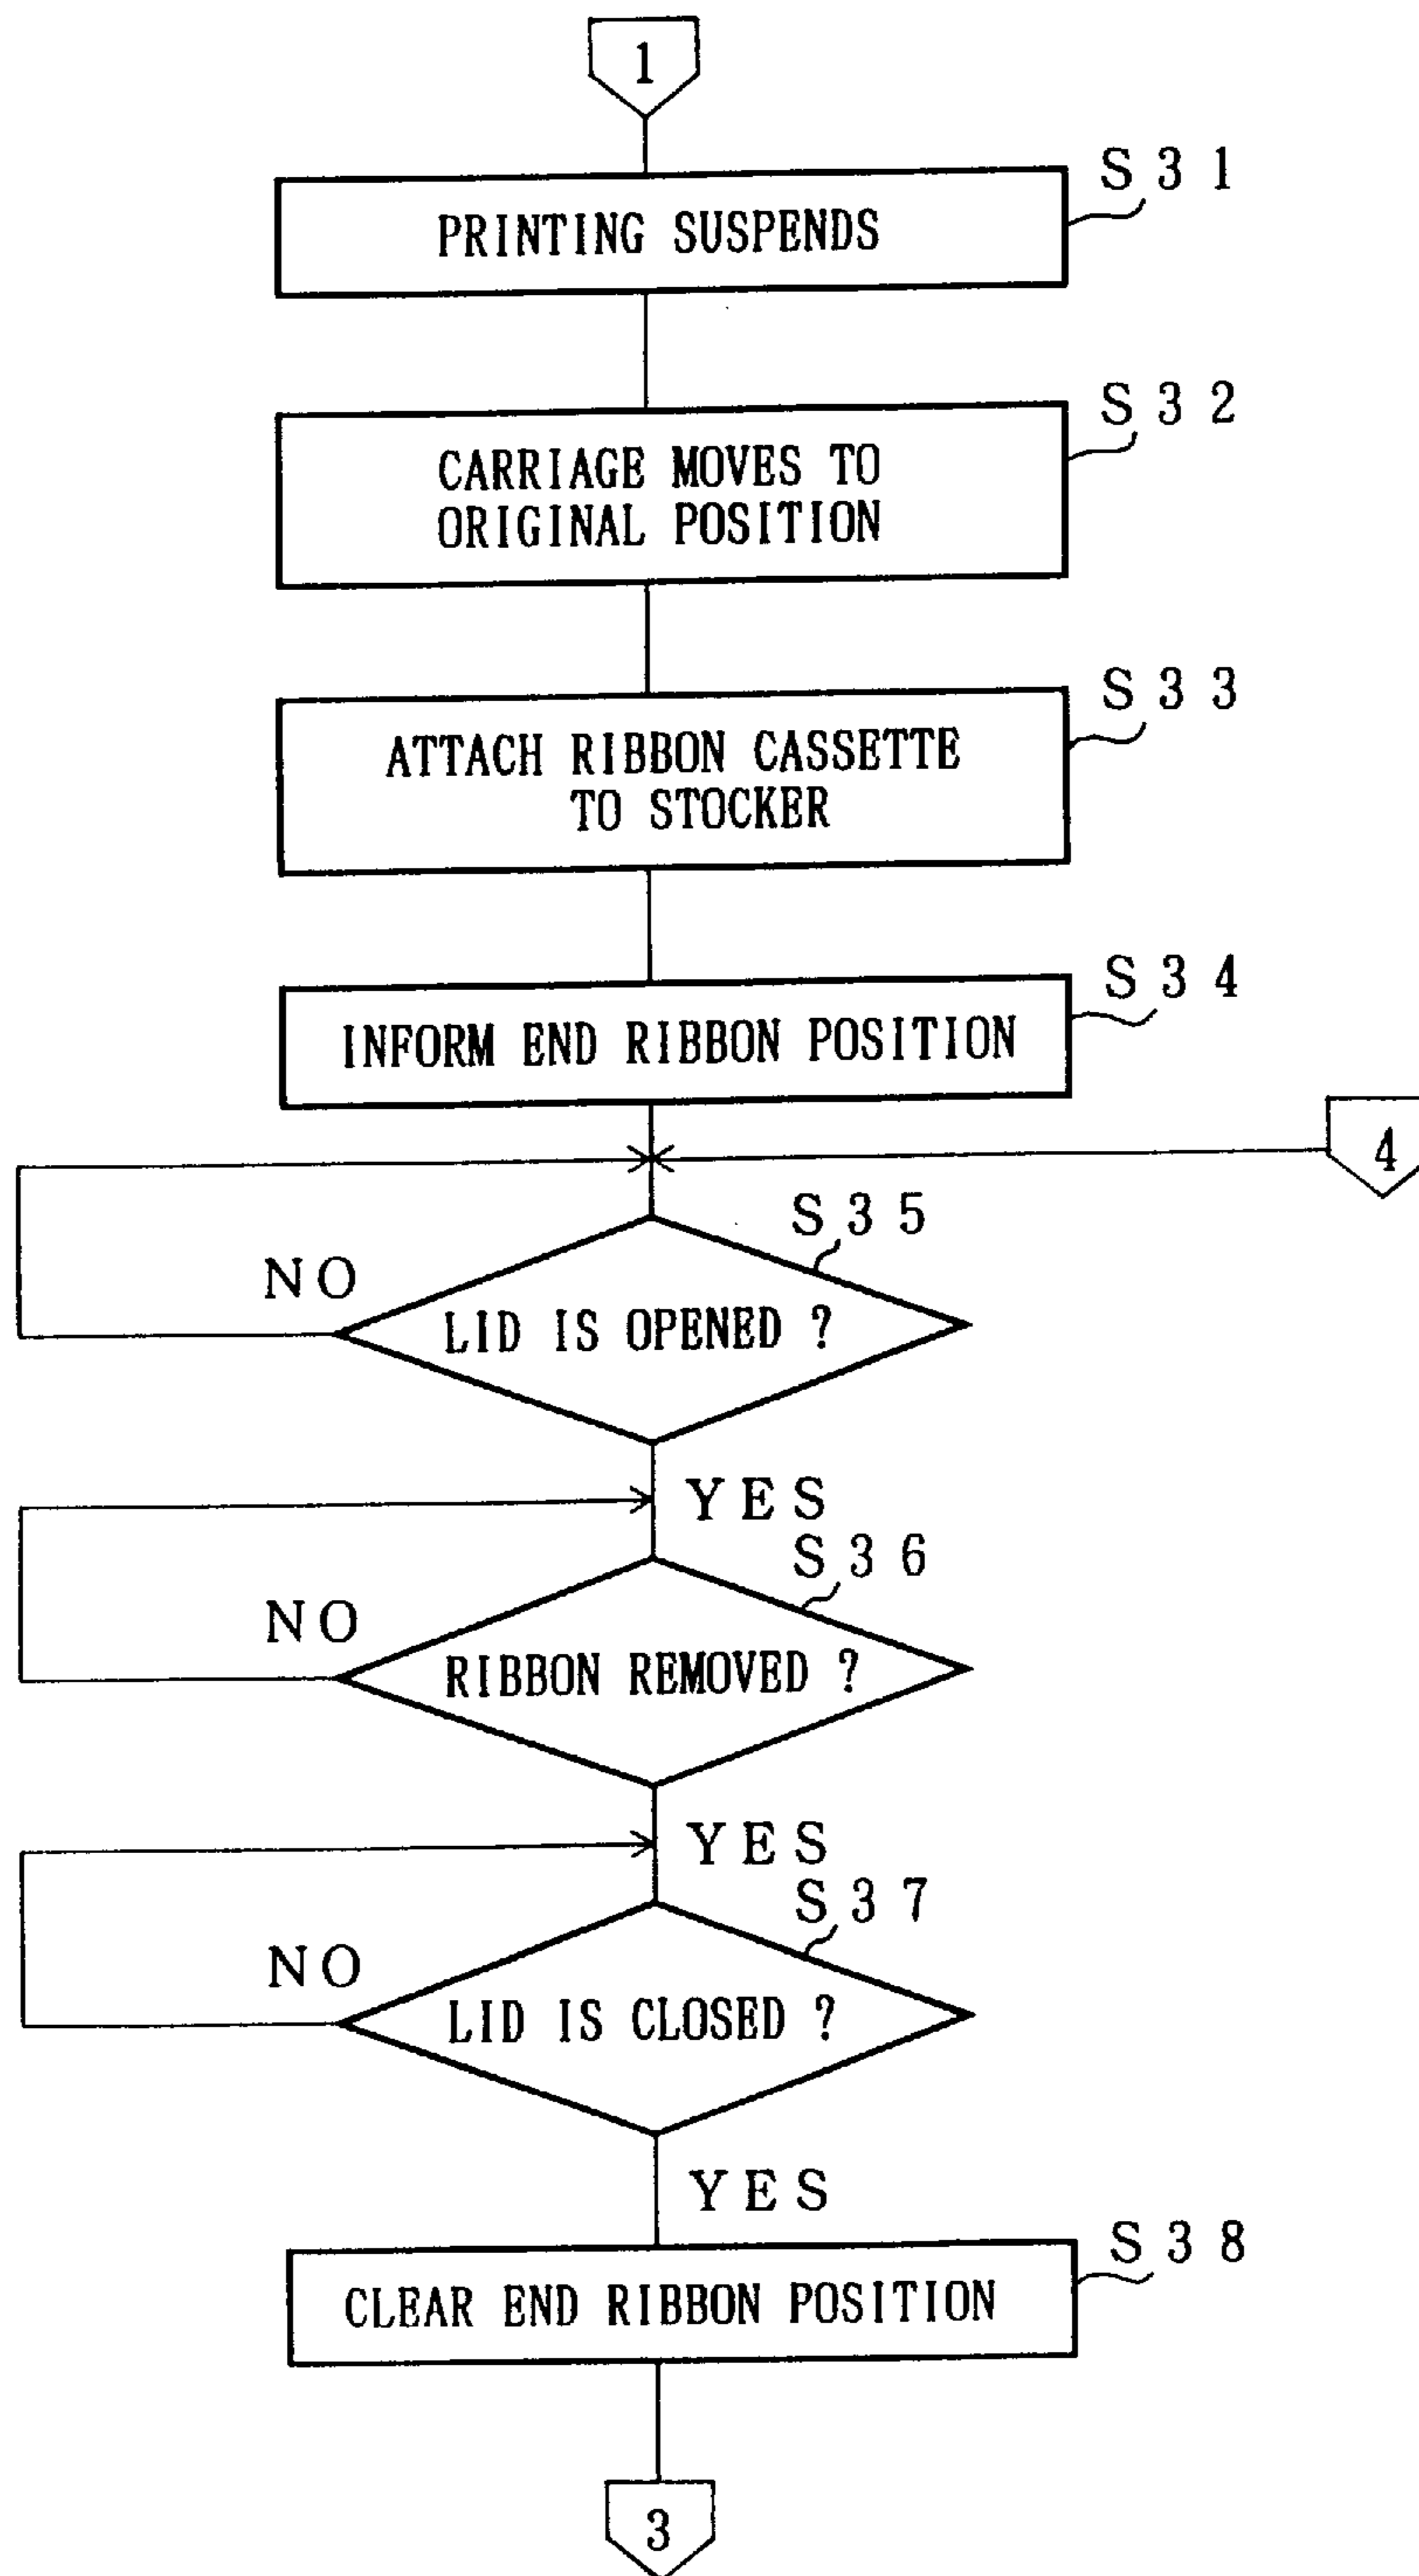 1
S31
PRINTING SUSPENDS
S32
CARRIAGE MOVES TO
ORIGINAL POSITION
S33
ATTACH RIBBON CASSETTE
TO STOCKER
S34
INFORM END RIBBON POSITION
4
S35
NO
LID IS OPENED ?
YES
S36
NO
RIBBON REMOVED ?
YES
S37
NO
LID IS CLOSED ?
YES
S38
CLEAR END RIBBON POSITION
3